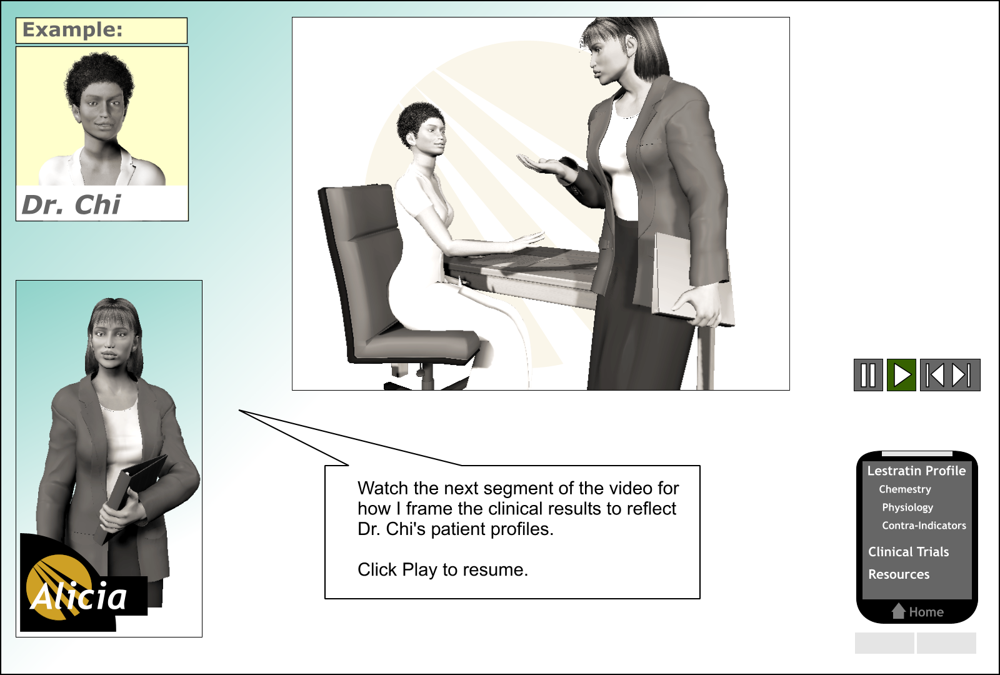 Example:
Dr. Chi
Alicia
Watch the next segment of the video for
how I frame the clinical results to reflect
Dr. Chi's patient profiles.
Click Play to resume.
Lestratin Profile
Chemestry
Physiology
Contra-Indicators
Clinical Trials
Resources
Home